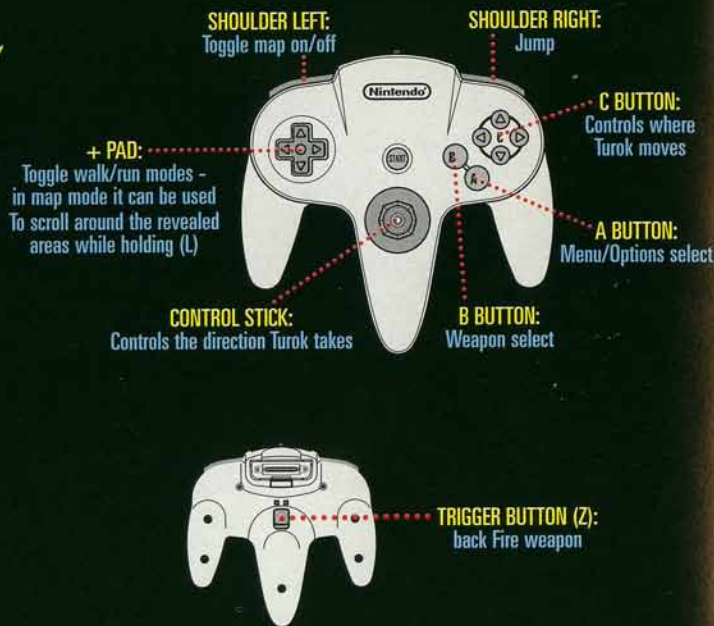 SHOULDER LEFT:
Toggle map on/off
SHOULDER RIGHT:
Jump
Nintendo
C BUTTON:
Controls where
Turok moves
C
+ PAD:
Toggle walk/run modes -
in map mode it can be used
To scroll around the revealed
areas while holding (L)
START
B
A
A BUTTON:
Menu/Options select
CONTROL STICK:
Controls the direction Turok takes
B BUTTON:
Weapon select
TRIGGER BUTTON (Z):
back Fire weapon